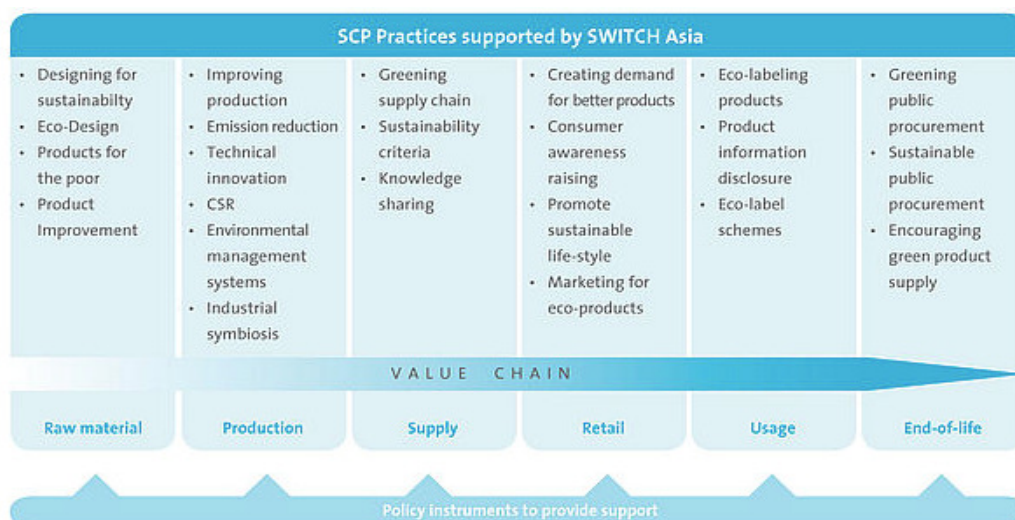 SCP Practices supported by SWITCH Asia
• Designing for
sustainabilty
• Eco-Design
• Products for
the poor
• Product
Improvement
• Improving
production
• Emission reduction
• Technical
innovation
• CSR
• Environmental
management
systems
• Industrial
symbiosis
• Greening
supply chain
• Sustainability
criteria
• Knowledge
sharing
• Creating demand
for better products
• Consumer
awareness
raising
• Promote
sustainable
life-style
• Marketing for
eco-products
• Eco-labeling
products
• Product
information
disclosure
• Eco-label
schemes
• Greening
public
procurement
• Sustainable
public
procurement
• Encouraging
green product
supply
VALUE CHAIN
Raw material
Production
Supply
Retail
Usage
End-of-life
Policy instruments to provide support